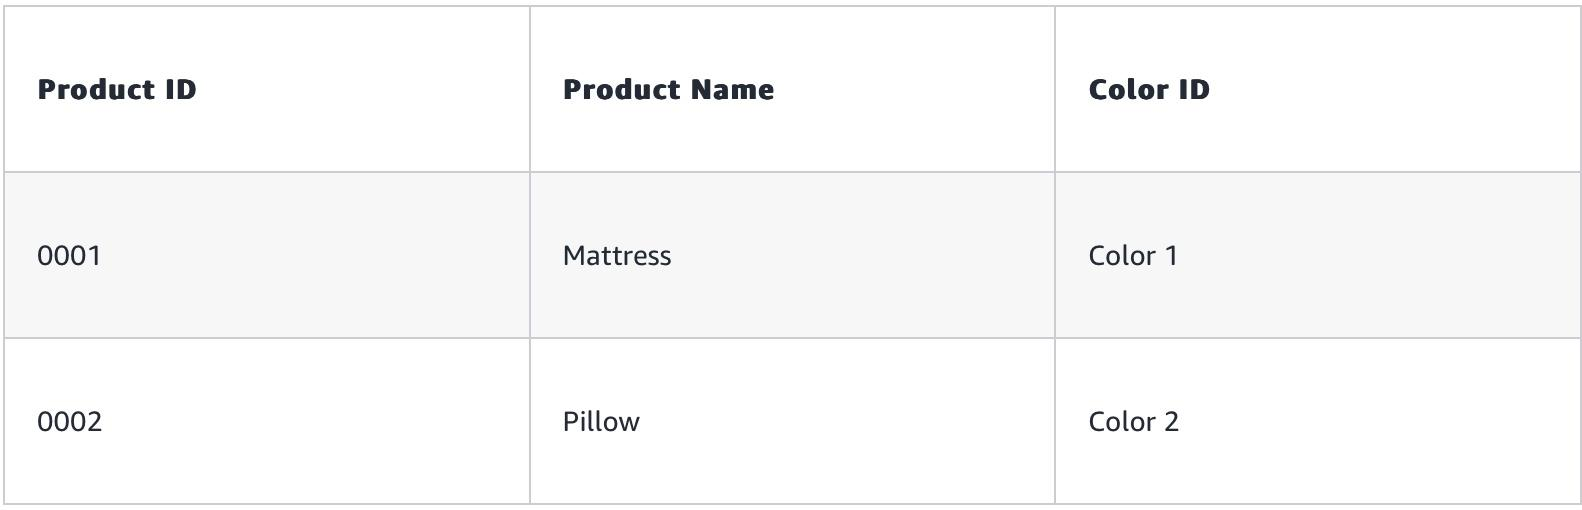 Product ID Product Name Color ID
0001 Mattress Color 1
0002 Pillow Color 2